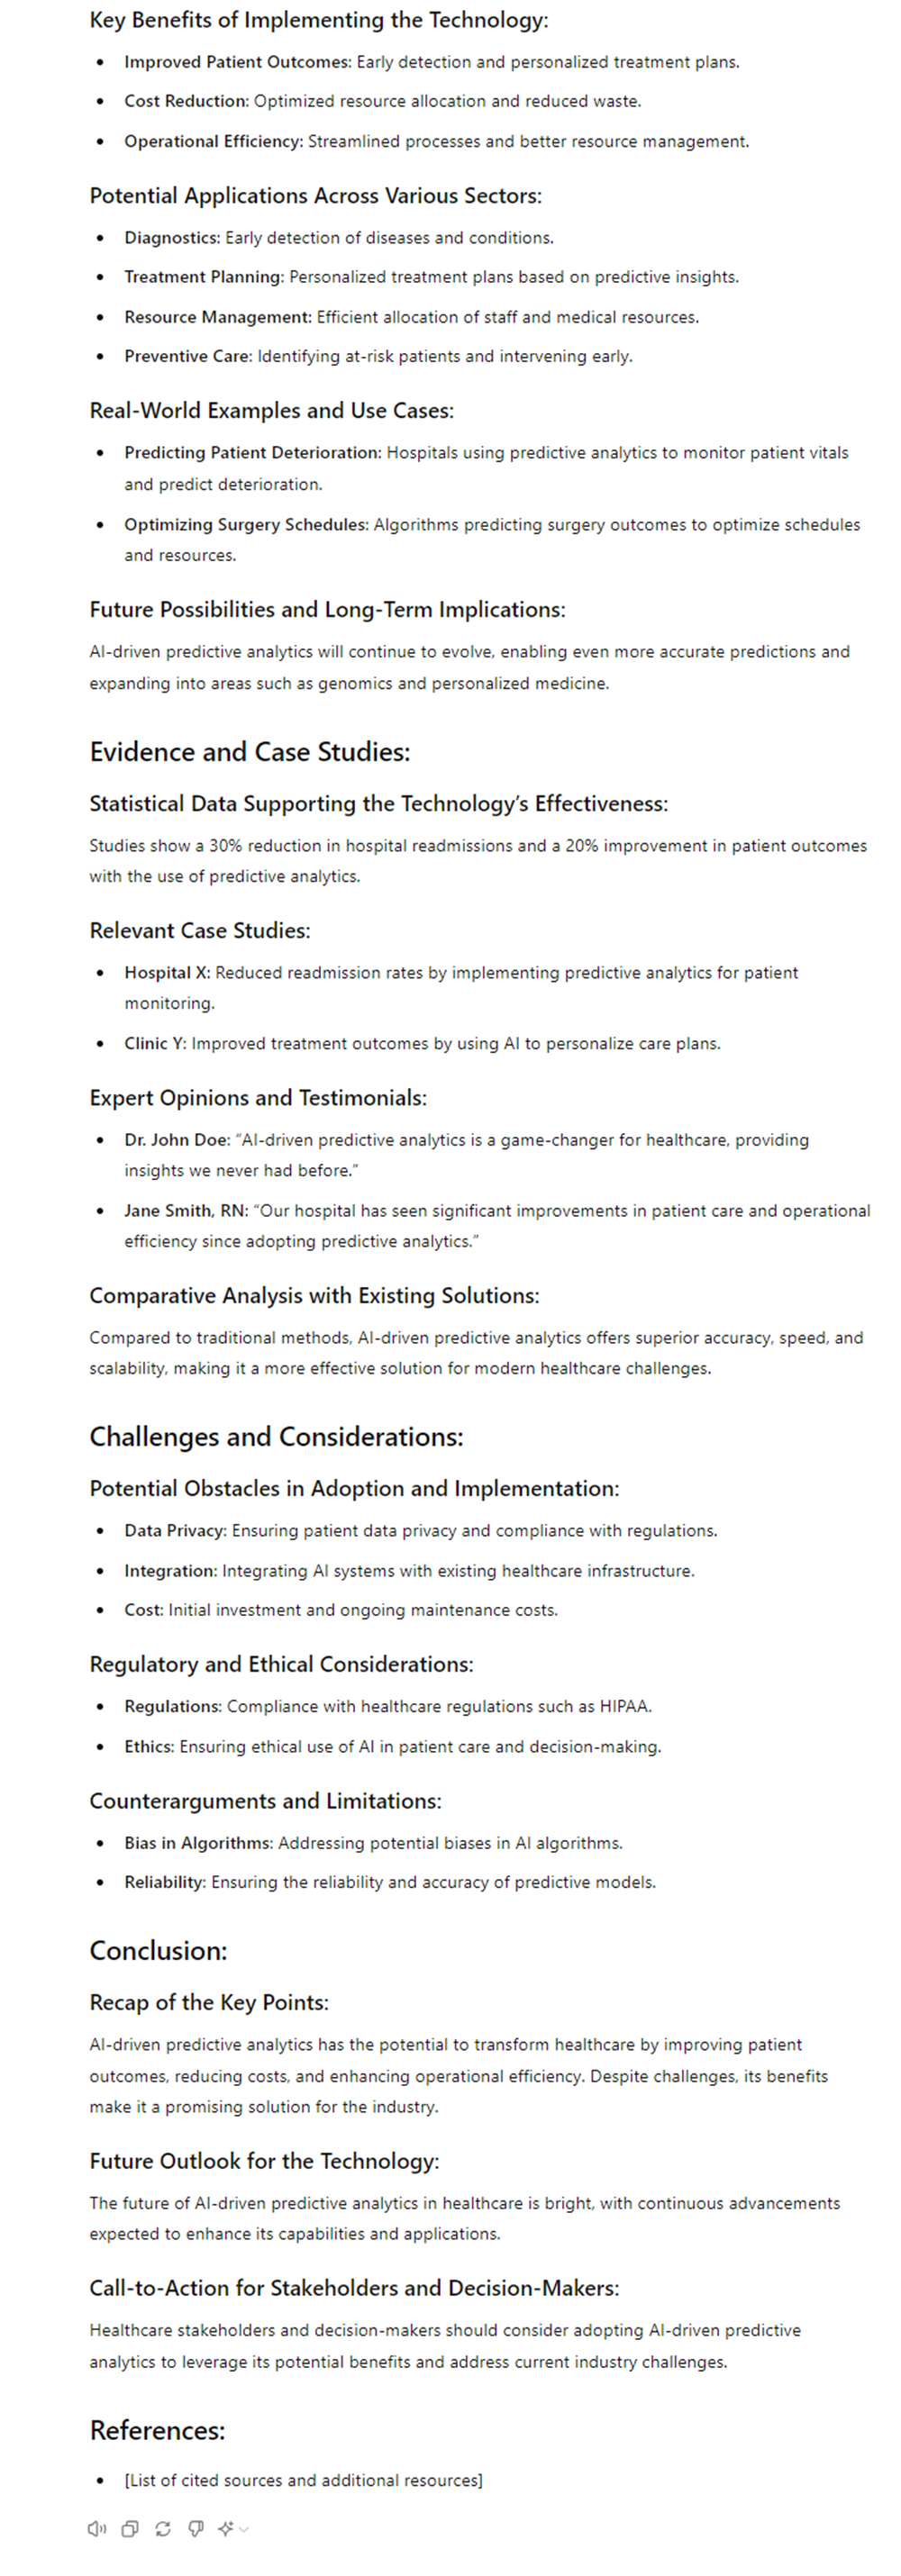 Key Benefits of Implementing the Technology:
• Improved Patient Outcomes: Early detection and personalized treatment plans.
• Cost Reduction: Optimized resource allocation and reduced waste.
• Operational Efficiency: Streamlined processes and better resource management.
Potential Applications Across Various Sectors:
• Diagnostics: Early detection of diseases and conditions.
• Treatment Planning: Personalized treatment plans based on predictive insights.
• Resource Management: Efficient allocation of staff and medical resources.
• Preventive Care: Identifying at-risk patients and intervening early.
Real-World Examples and Use Cases:
• Predicting Patient Deterioration: Hospitals using predictive analytics to monitor patient vitals
and predict deterioration.
• Optimizing Surgery Schedules: Algorithms predicting surgery outcomes to optimize schedules
and resources.
Future Possibilities and Long-Term Implications:
AI-driven predictive analytics will continue to evolve, enabling even more accurate predictions and
expanding into areas such as genomics and personalized medicine.
Evidence and Case Studies:
Statistical Data Supporting the Technology’s Effectiveness:
Studies show a 30% reduction in hospital readmissions and a 20% improvement in patient outcomes
with the use of predictive analytics.
Relevant Case Studies:
• Hospital X: Reduced readmission rates by implementing predictive analytics for patient
monitoring.
• Clinic Y: Improved treatment outcomes by using AI to personalize care plans.
Expert Opinions and Testimonials:
• Dr. John Doe: “AI-driven predictive analytics is a game-changer for healthcare, providing
insights we never had before.”
• Jane Smith, RN: “Our hospital has seen significant improvements in patient care and operational
efficiency since adopting predictive analytics.”
Comparative Analysis with Existing Solutions:
Compared to traditional methods, AI-driven predictive analytics offers superior accuracy, speed, and
scalability, making it a more effective solution for modern healthcare challenges.
Challenges and Considerations:
Potential Obstacles in Adoption and Implementation:
• Data Privacy: Ensuring patient data privacy and compliance with regulations.
• Integration: Integrating AI systems with existing healthcare infrastructure.
• Cost: Initial investment and ongoing maintenance costs.
Regulatory and Ethical Considerations:
• Regulations: Compliance with healthcare regulations such as HIPAA.
• Ethics: Ensuring ethical use of AI in patient care and decision-making.
Counterarguments and Limitations:
• Bias in Algorithms: Addressing potential biases in AI algorithms.
• Reliability: Ensuring the reliability and accuracy of predictive models.
Conclusion:
Recap of the Key Points:
AI-driven predictive analytics has the potential to transform healthcare by improving patient
outcomes, reducing costs, and enhancing operational efficiency. Despite challenges, its benefits
make it a promising solution for the industry.
Future Outlook for the Technology:
The future of AI-driven predictive analytics in healthcare is bright, with continuous advancements
expected to enhance its capabilities and applications.
Call-to-Action for Stakeholders and Decision-Makers:
Healthcare stakeholders and decision-makers should consider adopting AI-driven predictive
analytics to leverage its potential benefits and address current industry challenges.
References:
• [List of cited sources and additional resources]